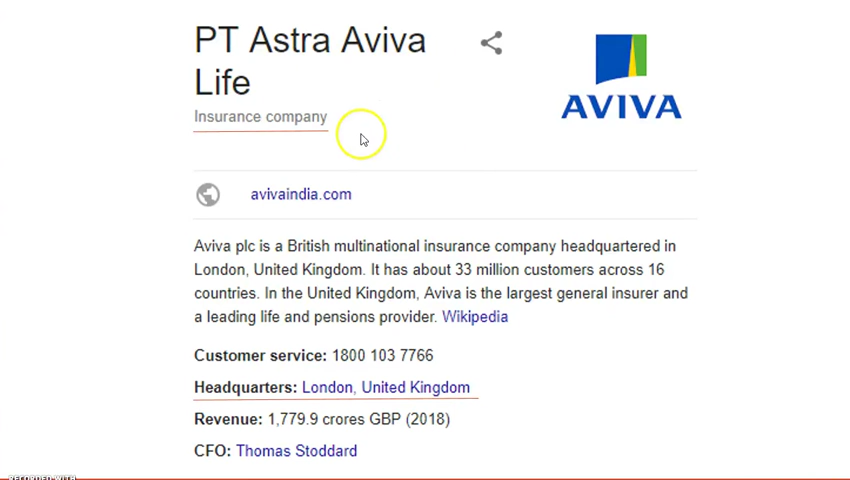 PT Astra Aviva
Life
Insurance company
AVIVA
avivaindia.com
Aviva plc is a British multinational insurance company headquartered in
London, United Kingdom. It has about 33 million customers across 16
countries. In the United Kingdom, Aviva is the largest general insurer and
a leading life and pensions provider. Wikipedia
Customer service: 1800 103 7766
Headquarters: London, United Kingdom
Revenue: 1,779.9 crores GBP (2018)
CFO: Thomas Stoddard
RECORDED WITH